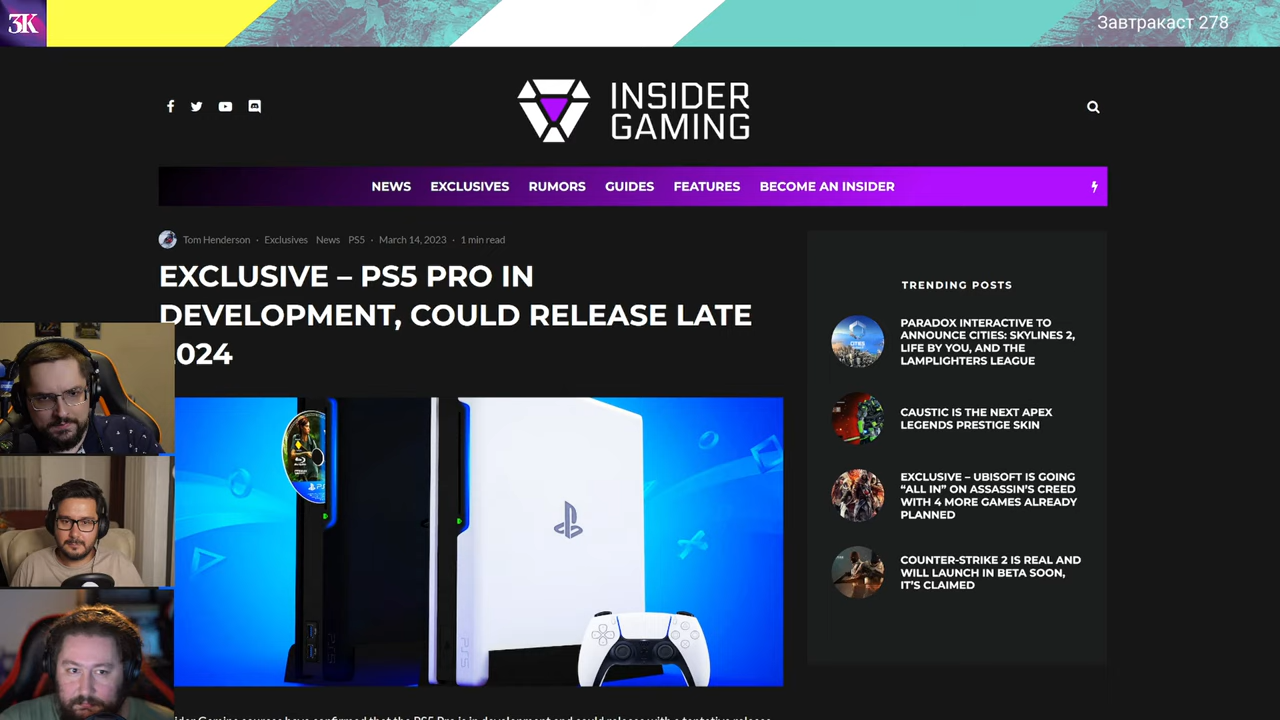 3K
Завтракаст 278
INSIDER
GAMING
NEWS EXCLUSIVES RUMORS GUIDES FEATURES BECOME AN INSIDER
Tom Henderson · Exclusives News PS5 · March 14, 2023 · 1 min read
EXCLUSIVE – PS5 PRO IN
DEVELOPMENT, COULD RELEASE LATE
2024
TRENDING POSTS
PARADOX INTERACTIVE TO
ANNOUNCE CITIES: SKYLINES 2,
LIFE BY YOU, AND THE
LAMPLIGHTERS LEAGUE
CAUSTIC IS THE NEXT APEX
LEGENDS PRESTIGE SKIN
EXCLUSIVE – UBISOFT IS GOING
“ALL IN” ON ASSASSIN’S CREED
WITH 4 MORE GAMES ALREADY
PLANNED
COUNTER-STRIKE 2 IS REAL AND
WILL LAUNCH IN BETA SOON,
IT’S CLAIMED